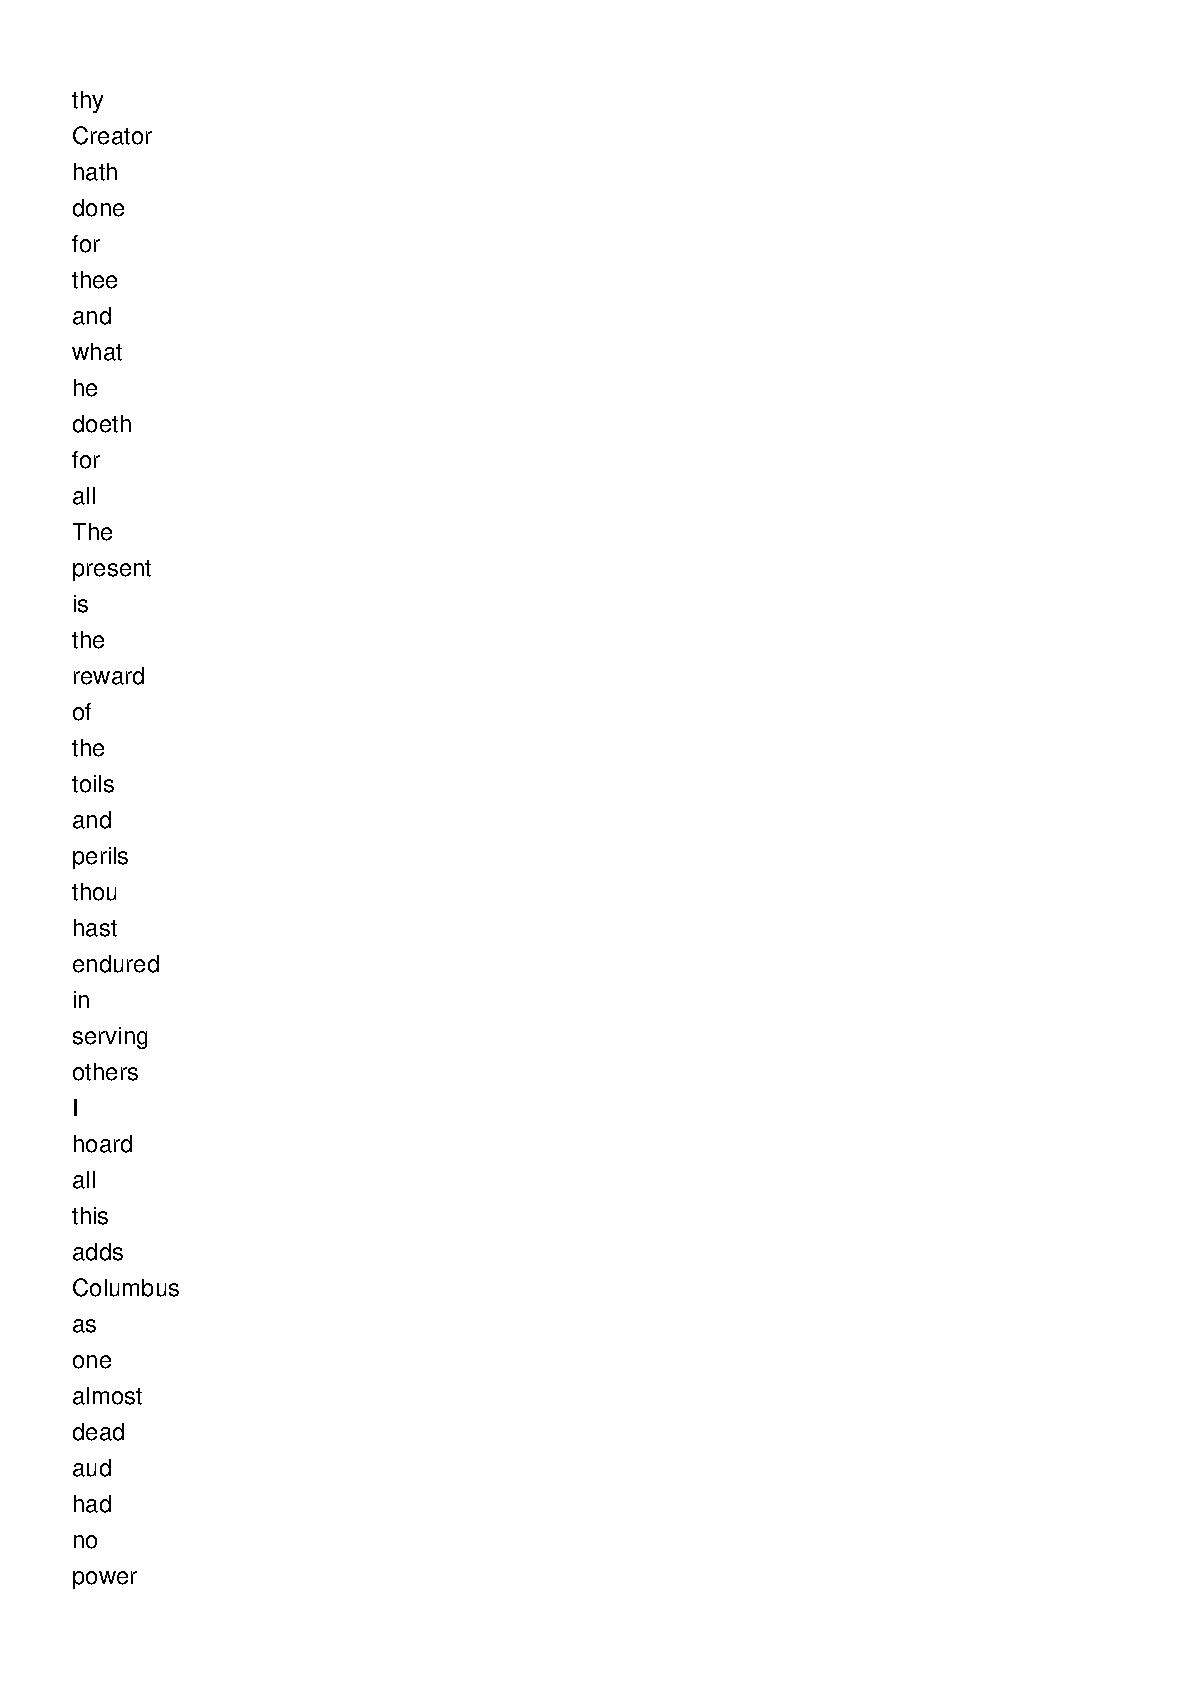 thy
Creator
hath
done
for
thee
and
what
he
doeth
for
all
The
present
is
the
reward
of
the
toils
and
perils
thou
hast
endured
in
serving
others
I
hoard
all
this
adds
Columbus
as
one
almost
dead
aud
had
no
power